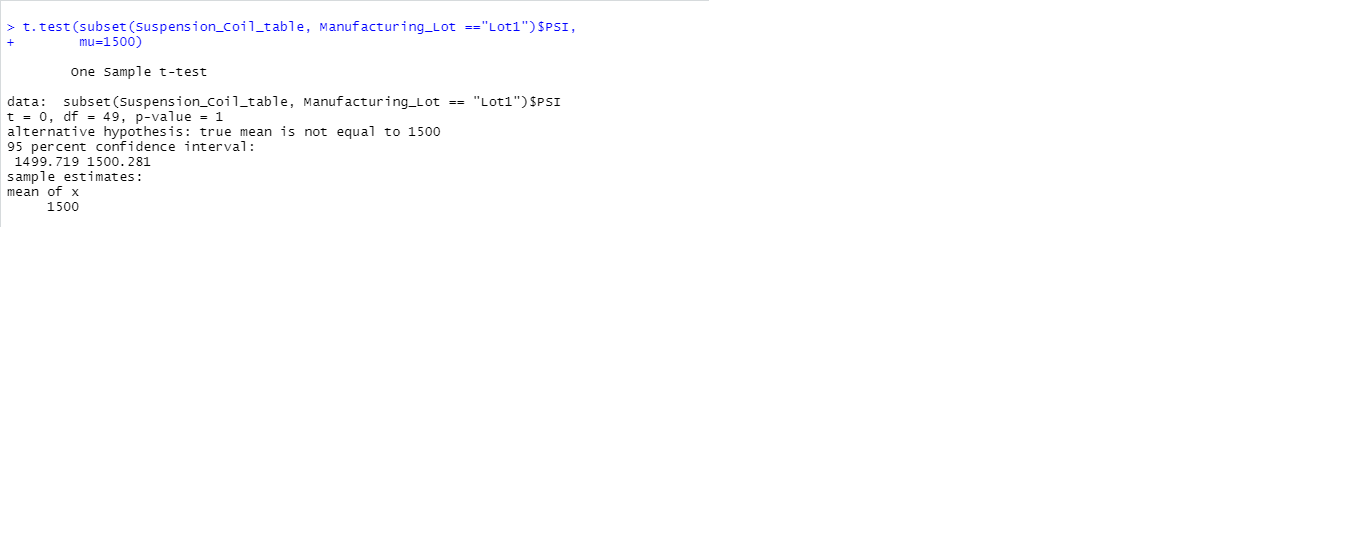 > t.test(subset(Suspension_Coil_table, Manufacturing_Lot =="Lot1")$PSI,
+        mu=1500)
One Sample t-test
data:  subset(Suspension_Coil_table, Manufacturing_Lot == "Lot1")$PSI
t = 0, df = 49, p-value = 1
alternative hypothesis: true mean is not equal to 1500
95 percent confidence interval:
 1499.719 1500.281
sample estimates:
mean of x
     1500